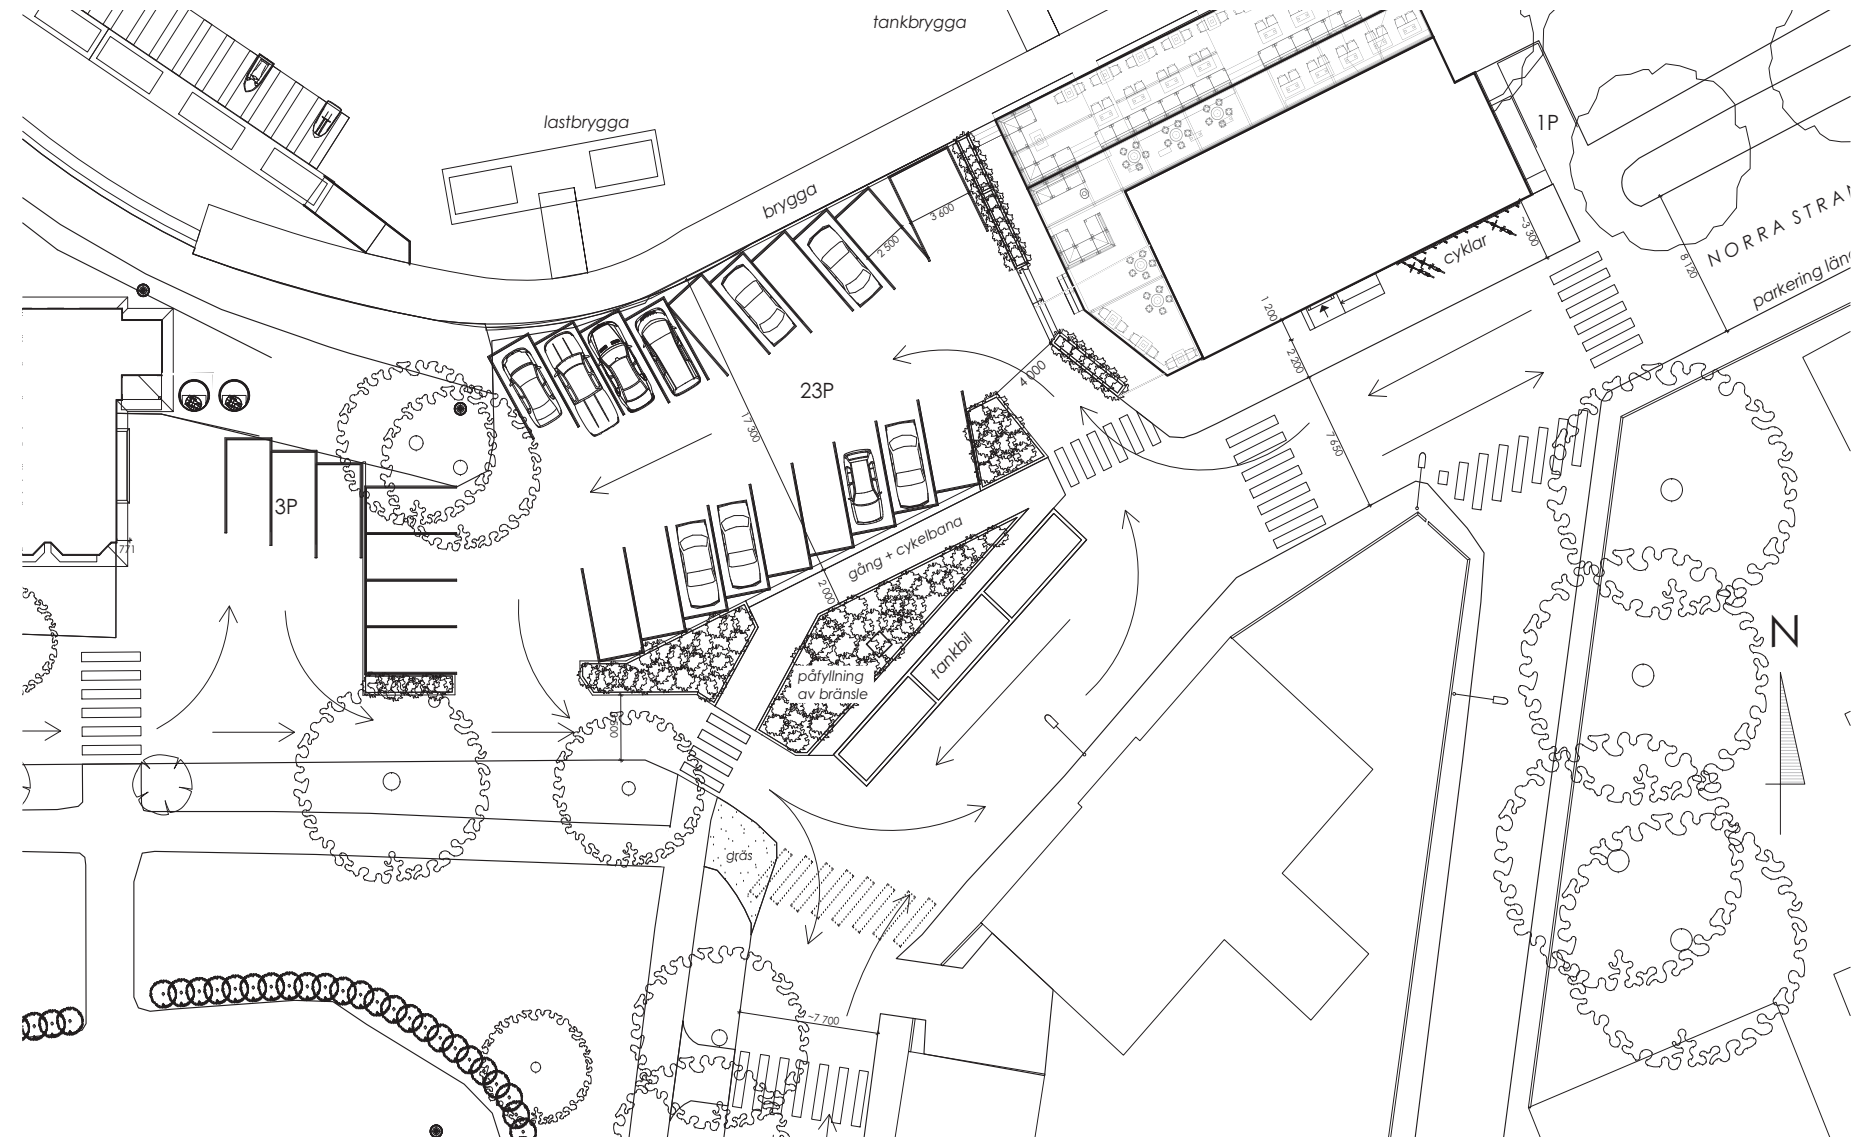 tankbrygga
lastbrygga
1P
brygga
3 600
2 500
NORRA STRAN
~3 300
cyklar
8 120
parkering läng
1 200
2 200
4 000
23P
17 300
7 650
3P
771
gång + cykelbana
2 000
N
tankbil
påfyllning
av bränsle
gräs
~7 700